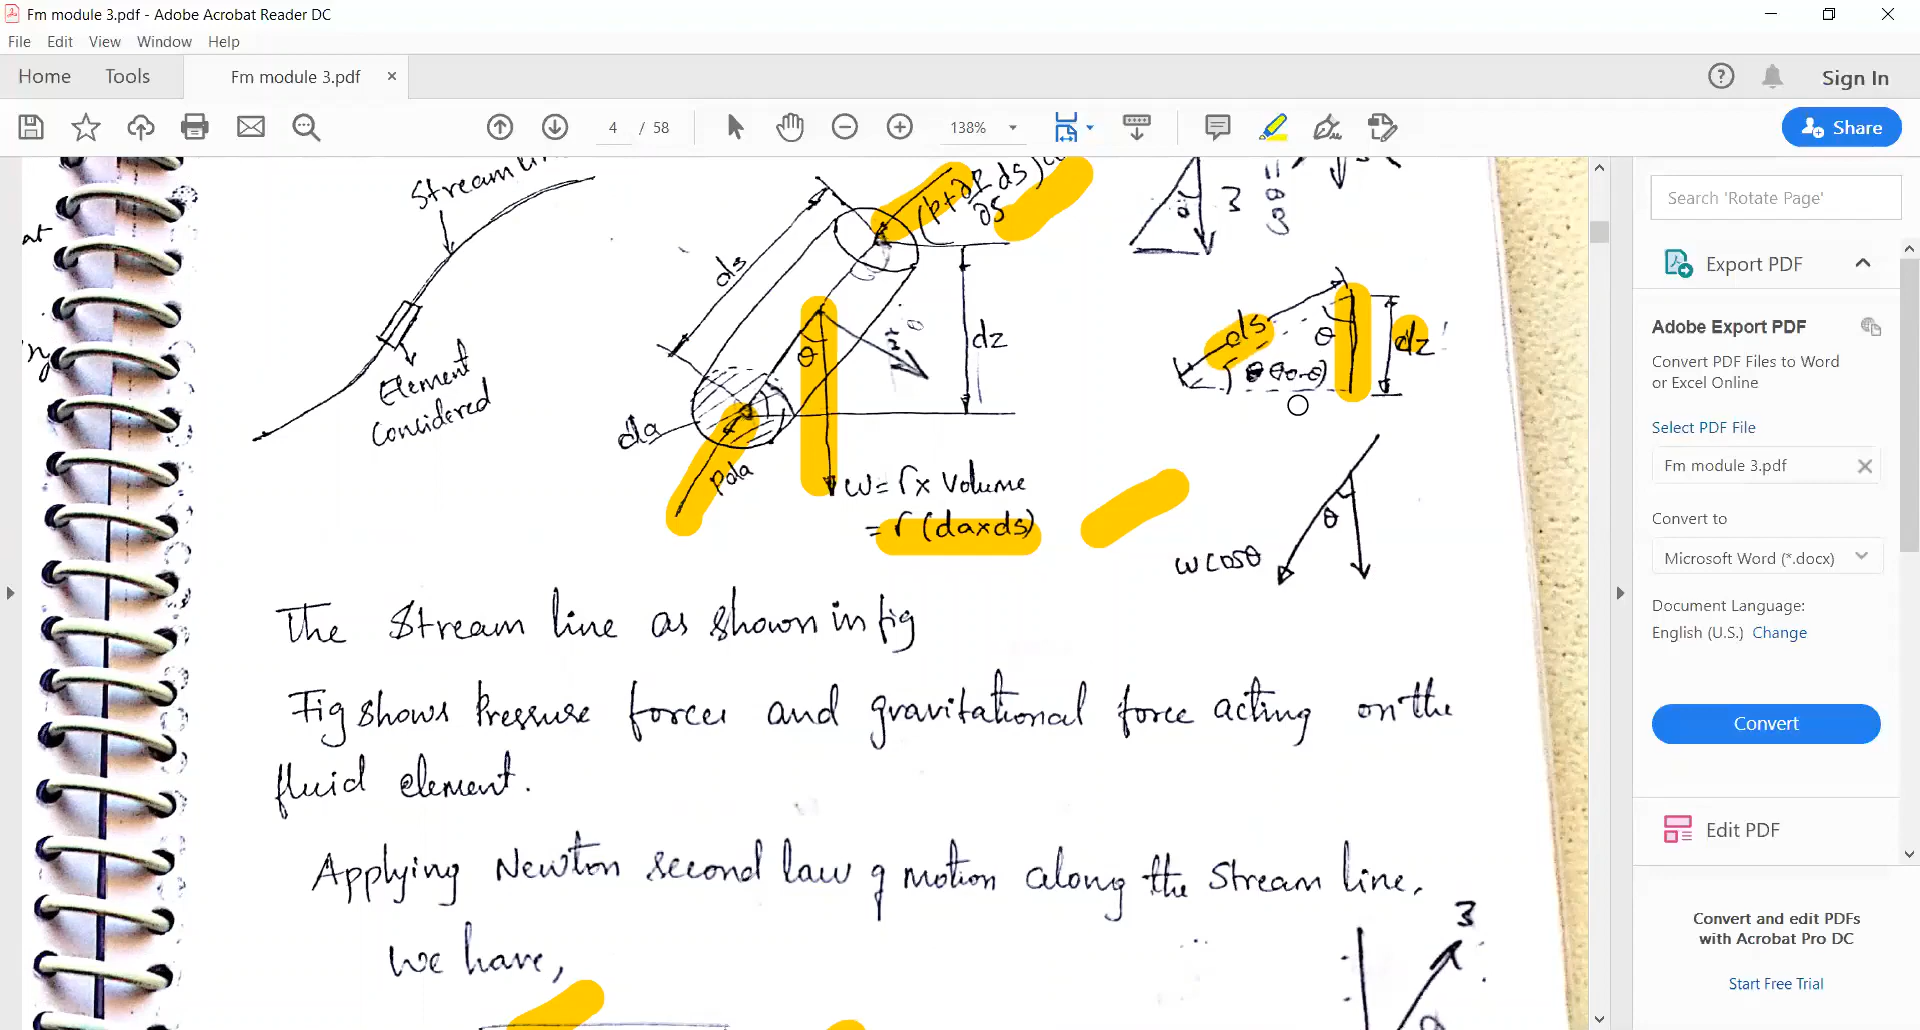 Fm module 3.pdf - Adobe Acrobat Reader DC
File Edit View Window Help
Home Tools Fm module 3.pdf × Sign In
4 / 58 138% Share
Stream lin
at
ds
(P+∂P/∂S ds)
3
dz
θ
ds
θ
dz
(90-θ)
Element
Considered
da
Pda
W = r x Volume
= r (daxds)
θ
w cosθ
The Stream line as shown in fig
Fig shows Pressure forces and gravitational force acting on the
fluid element.
Applying Newton second law of motion along the Stream line.
we have,
3
Search 'Rotate Page'
Export PDF
Adobe Export PDF
Convert PDF Files to Word
or Excel Online
Select PDF File
Fm module 3.pdf
Convert to
Microsoft Word (*.docx)
Document Language:
English (U.S.) Change
Convert
Edit PDF
Convert and edit PDFs
with Acrobat Pro DC
Start Free Trial